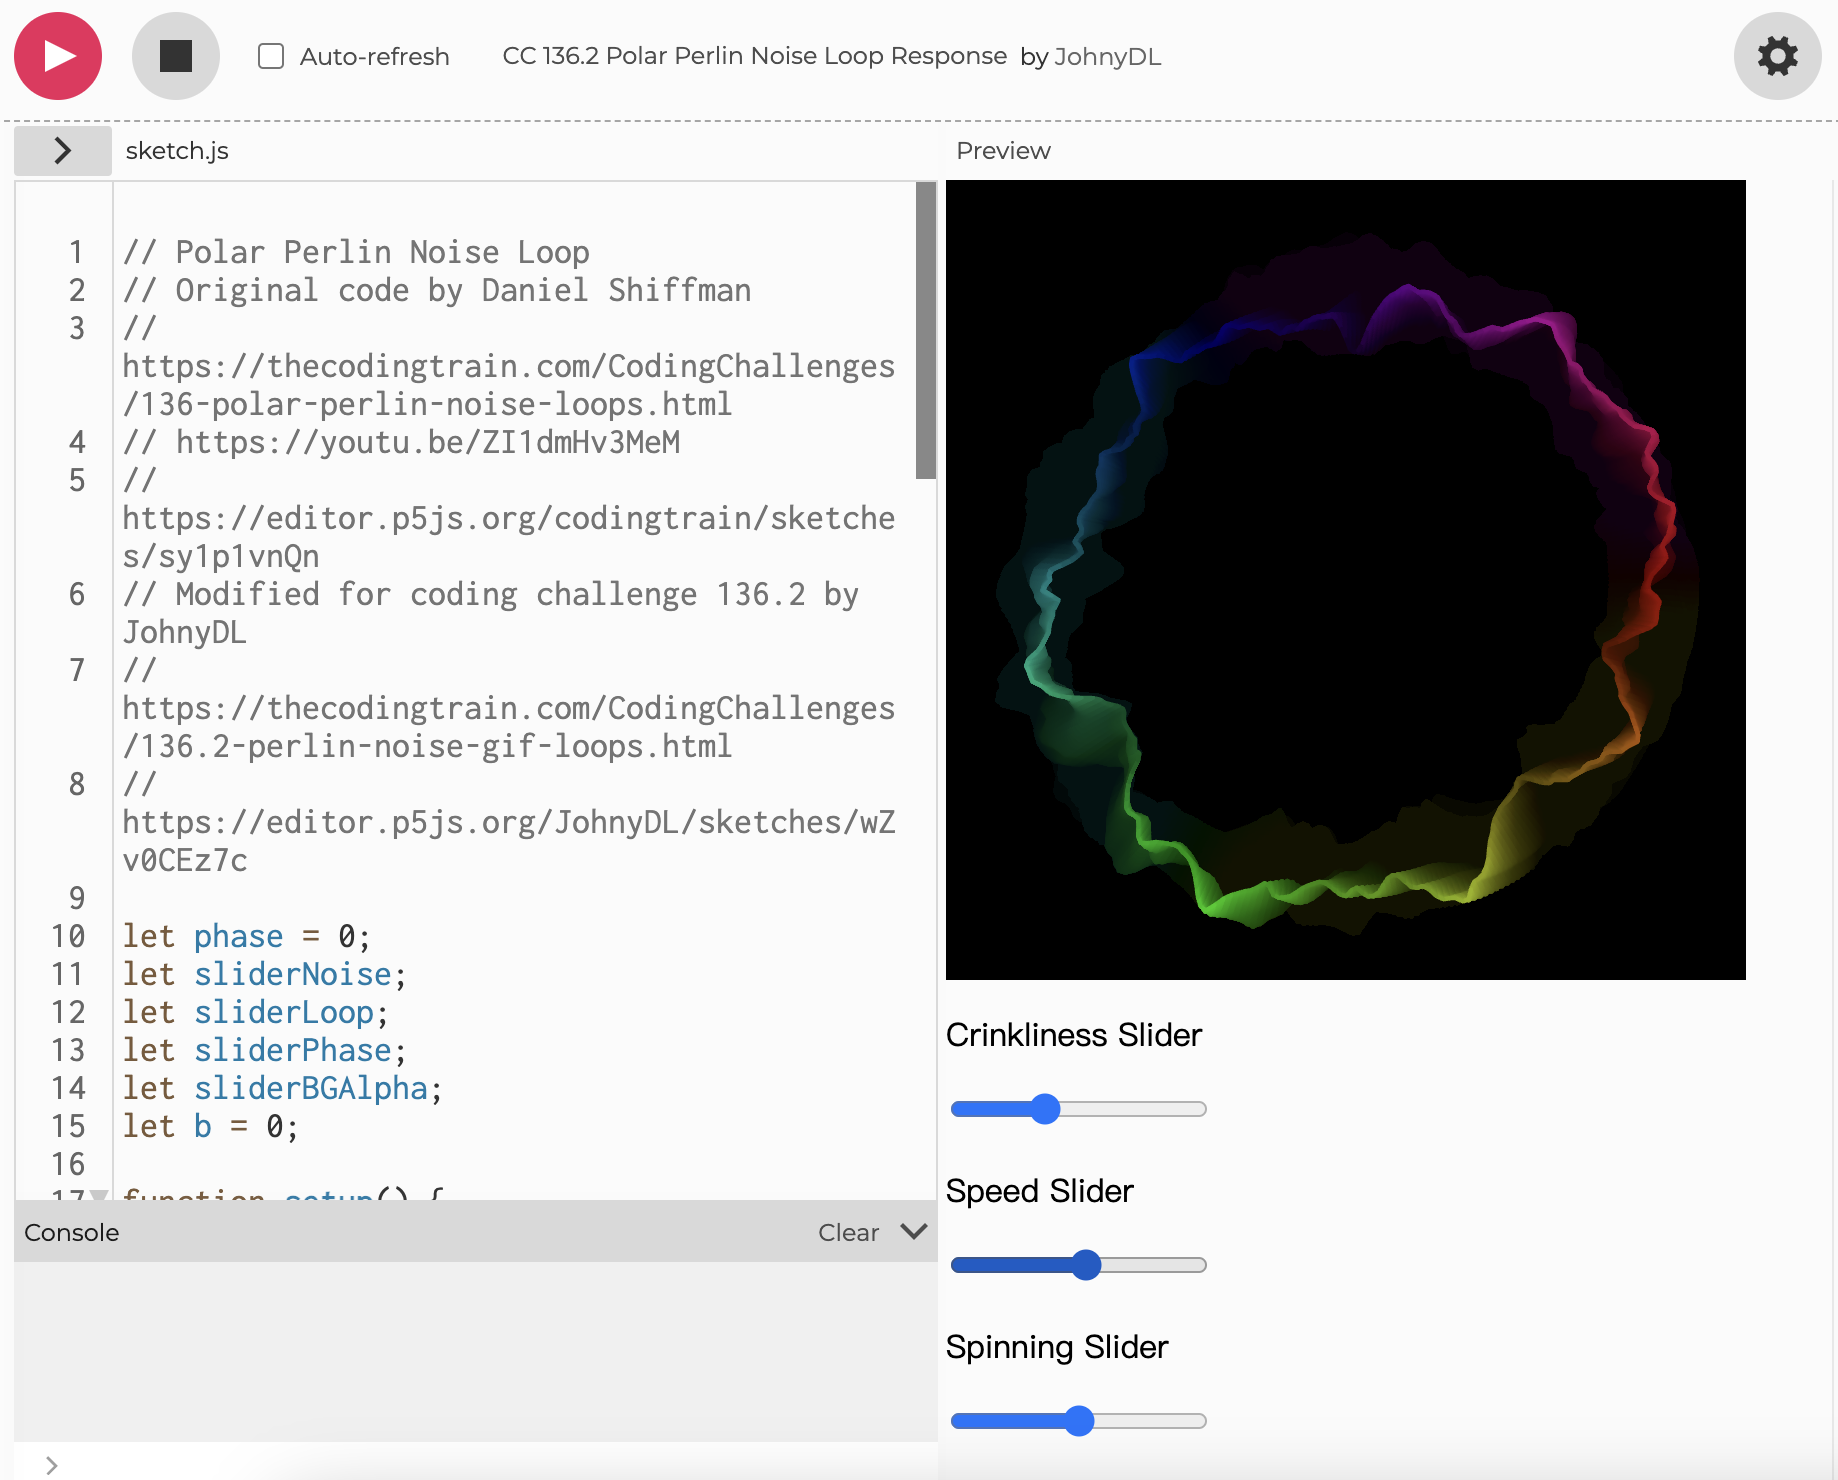 Auto-refresh CC 136.2 Polar Perlin Noise Loop Response by JohnyDL
sketch.js
1 // Polar Perlin Noise Loop
2 // Original code by Daniel Shiffman
3 //
https://thecodingtrain.com/CodingChallenges
/136-polar-perlin-noise-loops.html
4 // https://youtu.be/ZI1dmHv3MeM
5 //
https://editor.p5js.org/codingtrain/sketche
s/sy1p1vnQn
6 // Modified for coding challenge 136.2 by
JohnyDL
7 //
https://thecodingtrain.com/CodingChallenges
/136.2-perlin-noise-gif-loops.html
8 //
https://editor.p5js.org/JohnyDL/sketches/wZ
v0CEz7c
9
10 let phase = 0;
11 let sliderNoise;
12 let sliderLoop;
13 let sliderPhase;
14 let sliderBGAlpha;
15 let b = 0;
16
17 function setup() {
Console Clear
>
Preview
Crinkliness Slider
Speed Slider
Spinning Slider